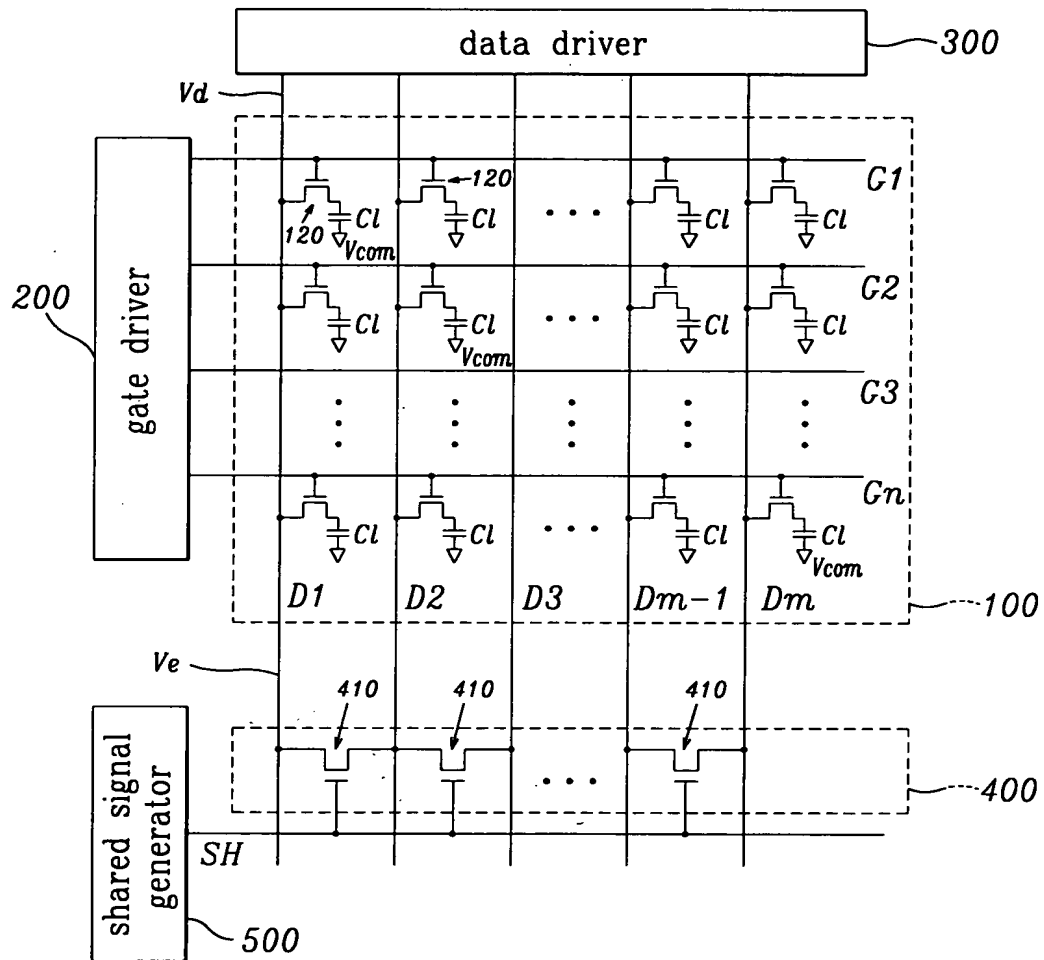 data driver
300
Vd
G1
120
120
Cl
Cl
Cl
Cl
Vcom
200
gate driver
G2
Cl
Cl
Cl
Cl
Vcom
G3
Gn
Cl
Cl
Cl
Cl
Vcom
D1
D2
D3
Dm-1
Dm
100
Ve
410
410
410
400
shared signal
generator
SH
500